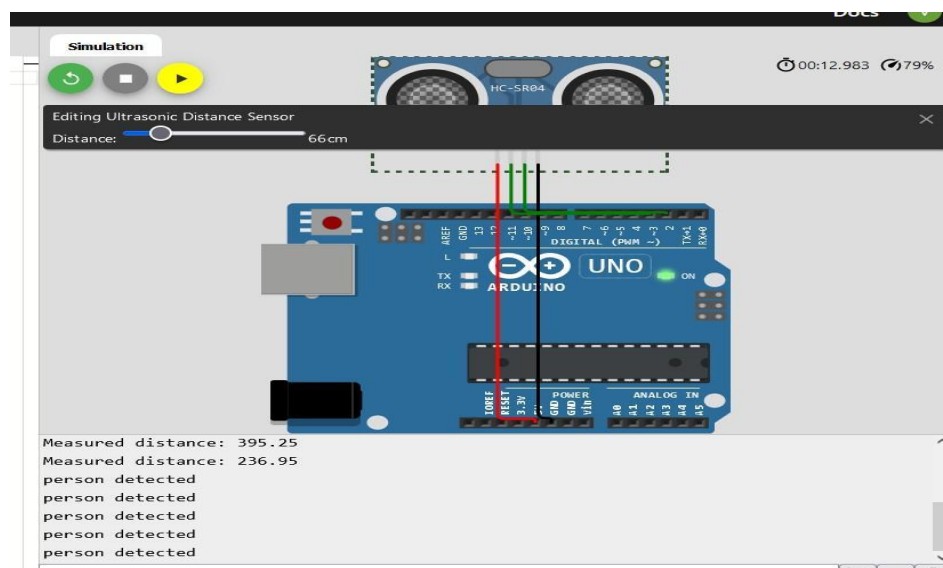 Docs
Simulation
00:12.983 79%
HC-SR04
Editing Ultrasonic Distance Sensor
Distance: 66cm
AREF
GND
13
12
~11
~10
~9
8
7
~6
~5
4
~3
2
TX→1
RX←0
DIGITAL (PWM ~)
L
TX
RX
UNO
ARDUINO
ON
IOREF
RESET
3.3V
GND
GND
Vin
POWER
ANALOG IN
A0
A1
A2
A3
A4
A5
Measured distance: 395.25
Measured distance: 236.95
person detected
person detected
person detected
person detected
person detected